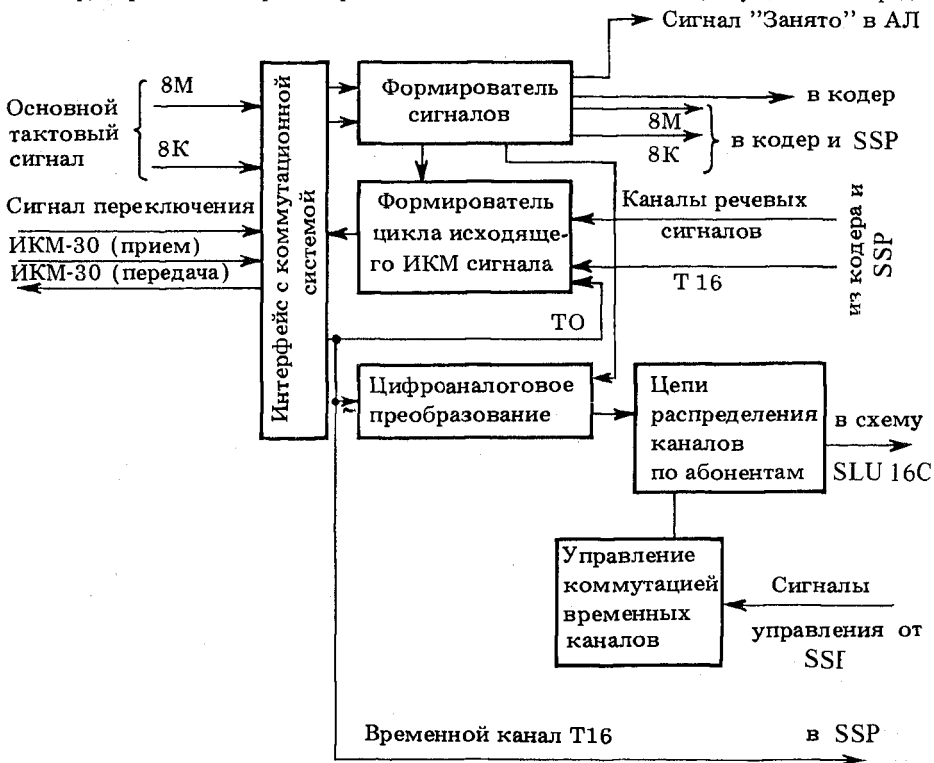 Сигнал "Занято" в АЛ
Основной
тактовый
сигнал
8М
8К
Сигнал переключения
ИКМ-30 (прием)
ИКМ-30 (передача)
Интерфейс с коммутационной
системой
Формирователь
сигналов
в кодер
8М
8К
в кодер и SSP
Формирователь
цикла исходяще-
го ИКМ сигнала
Каналы речевых
сигналов
Т 16
из кодера и
SSP
ТО
Цифроаналоговое
преобразование
Цепи
распределения
каналов
по абонентам
в схему
SLU 16C
Управление
коммутацией
временных
каналов
Сигналы
управления от
Временной канал Т16
в SSP